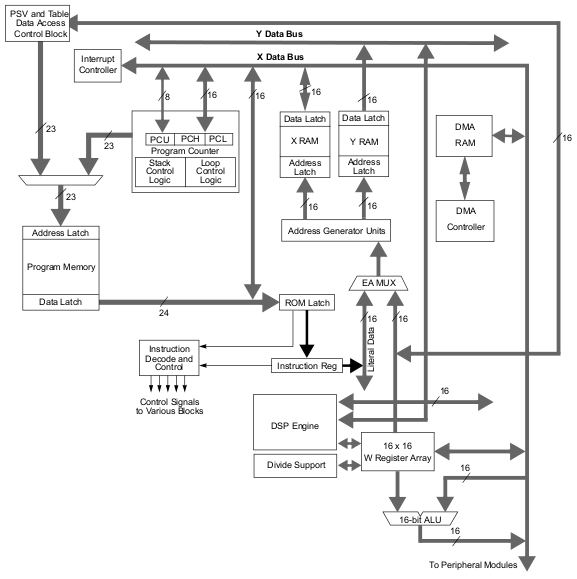 PSV and Table
Data Access
Control Block
Y Data Bus
X Data Bus
Interrupt
Controller
8
16
16
16
16
Data Latch
Data Latch
X RAM
Y RAM
Address
Latch
Address
Latch
DMA
RAM
DMA
Controller
16
23
23
PCU
PCH
PCL
Program Counter
Stack
Control
Logic
Loop
Control
Logic
23
16
16
Address Generator Units
Address Latch
Program Memory
Data Latch
24
ROM Latch
EA MUX
16
16
Literal Data
Instruction
Decode and
Control
Instruction Reg
Control Signals
to Various Blocks
DSP Engine
16
Divide Support
16 x 16
W Register Array
16
16-bit ALU
16
To Peripheral Modules